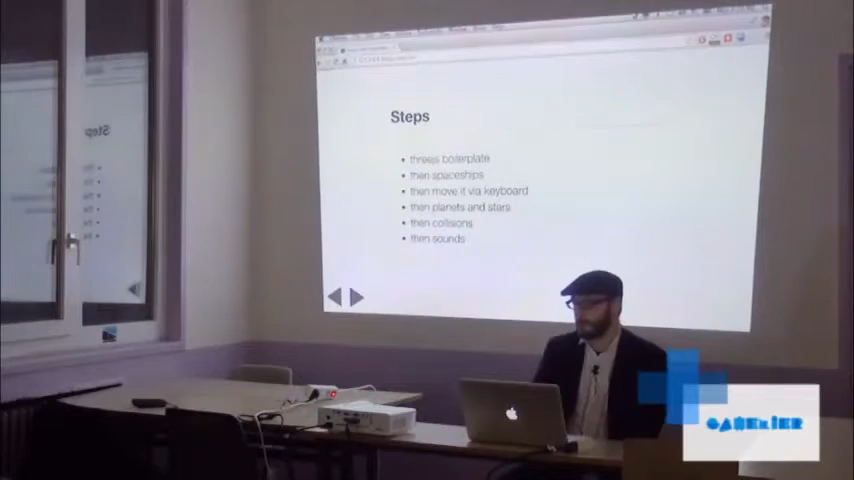 Steps
• threejs boilerplate
• then spaceships
• then move it via keyboard
• then planets and stars
• then collisions
• then sounds